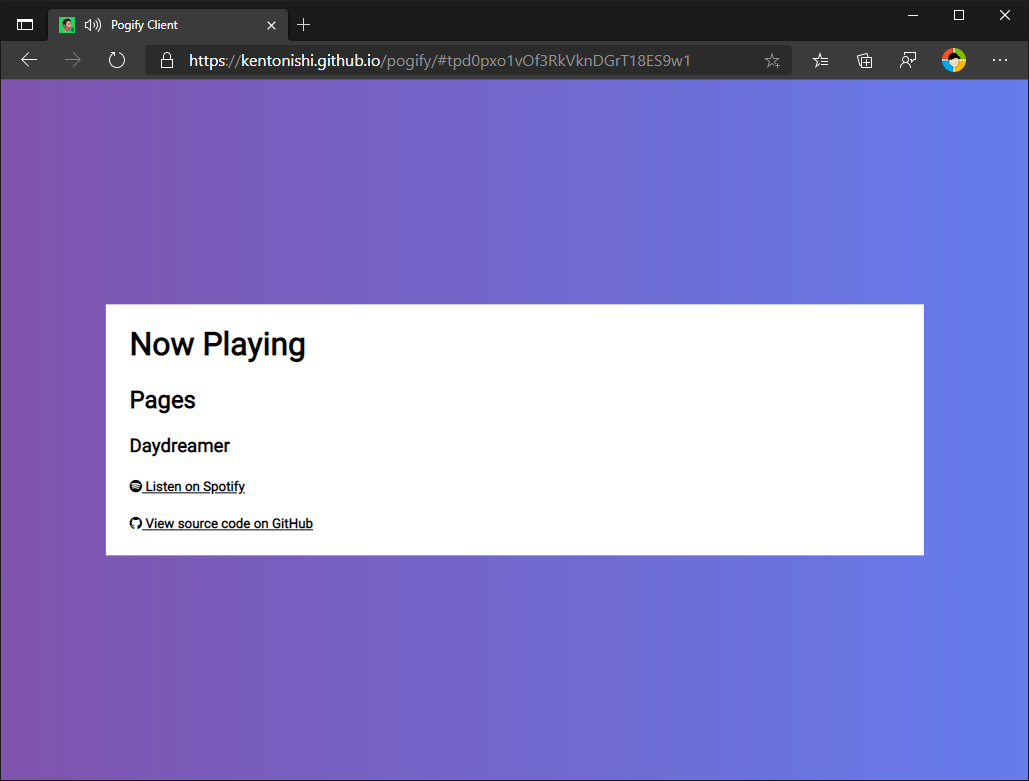 Pogify Client
https://kentonishi.github.io/pogify/#tpd0pxo1vOf3RkVknDGrT18ES9w1
Now Playing
Pages
Daydreamer
Listen on Spotify
View source code on GitHub